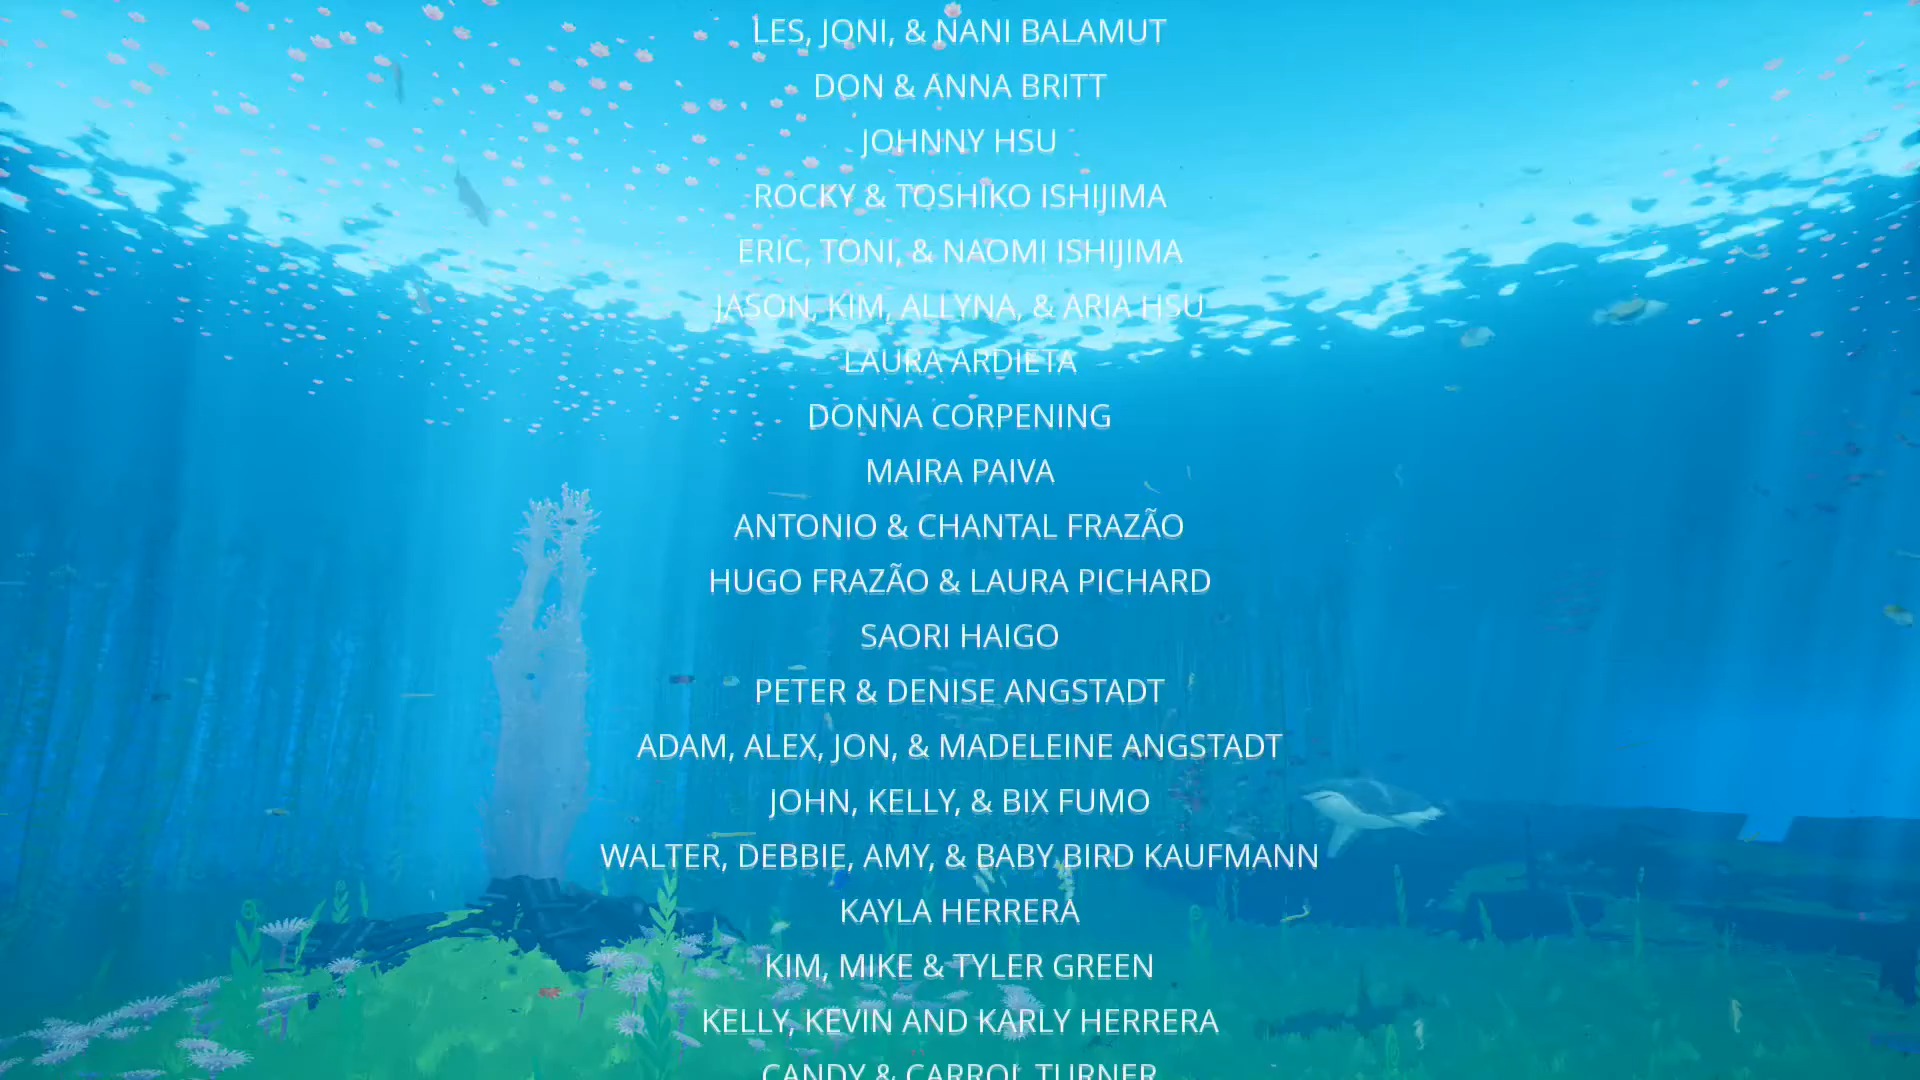 LES, JONI, & NANI BALAMUT
DON & ANNA BRITT
JOHNNY HSU
ROCKY & TOSHIKO ISHIJIMA
ERIC, TONI, & NAOMI ISHIJIMA
JASON, KIM, ALLYNA, & ARIA HSU
LAURA ARDIETA
DONNA CORPENING
MAIRA PAIVA
ANTONIO & CHANTAL FRAZÃO
HUGO FRAZÃO & LAURA PICHARD
SAORI HAIGO
PETER & DENISE ANGSTADT
ADAM, ALEX, JON, & MADELEINE ANGSTADT
JOHN, KELLY, & BIX FUMO
WALTER, DEBBIE, AMY, & BABY BIRD KAUFMANN
KAYLA HERRERA
KIM, MIKE & TYLER GREEN
KELLY, KEVIN AND KARLY HERRERA
CANDY & CARROL TURNER